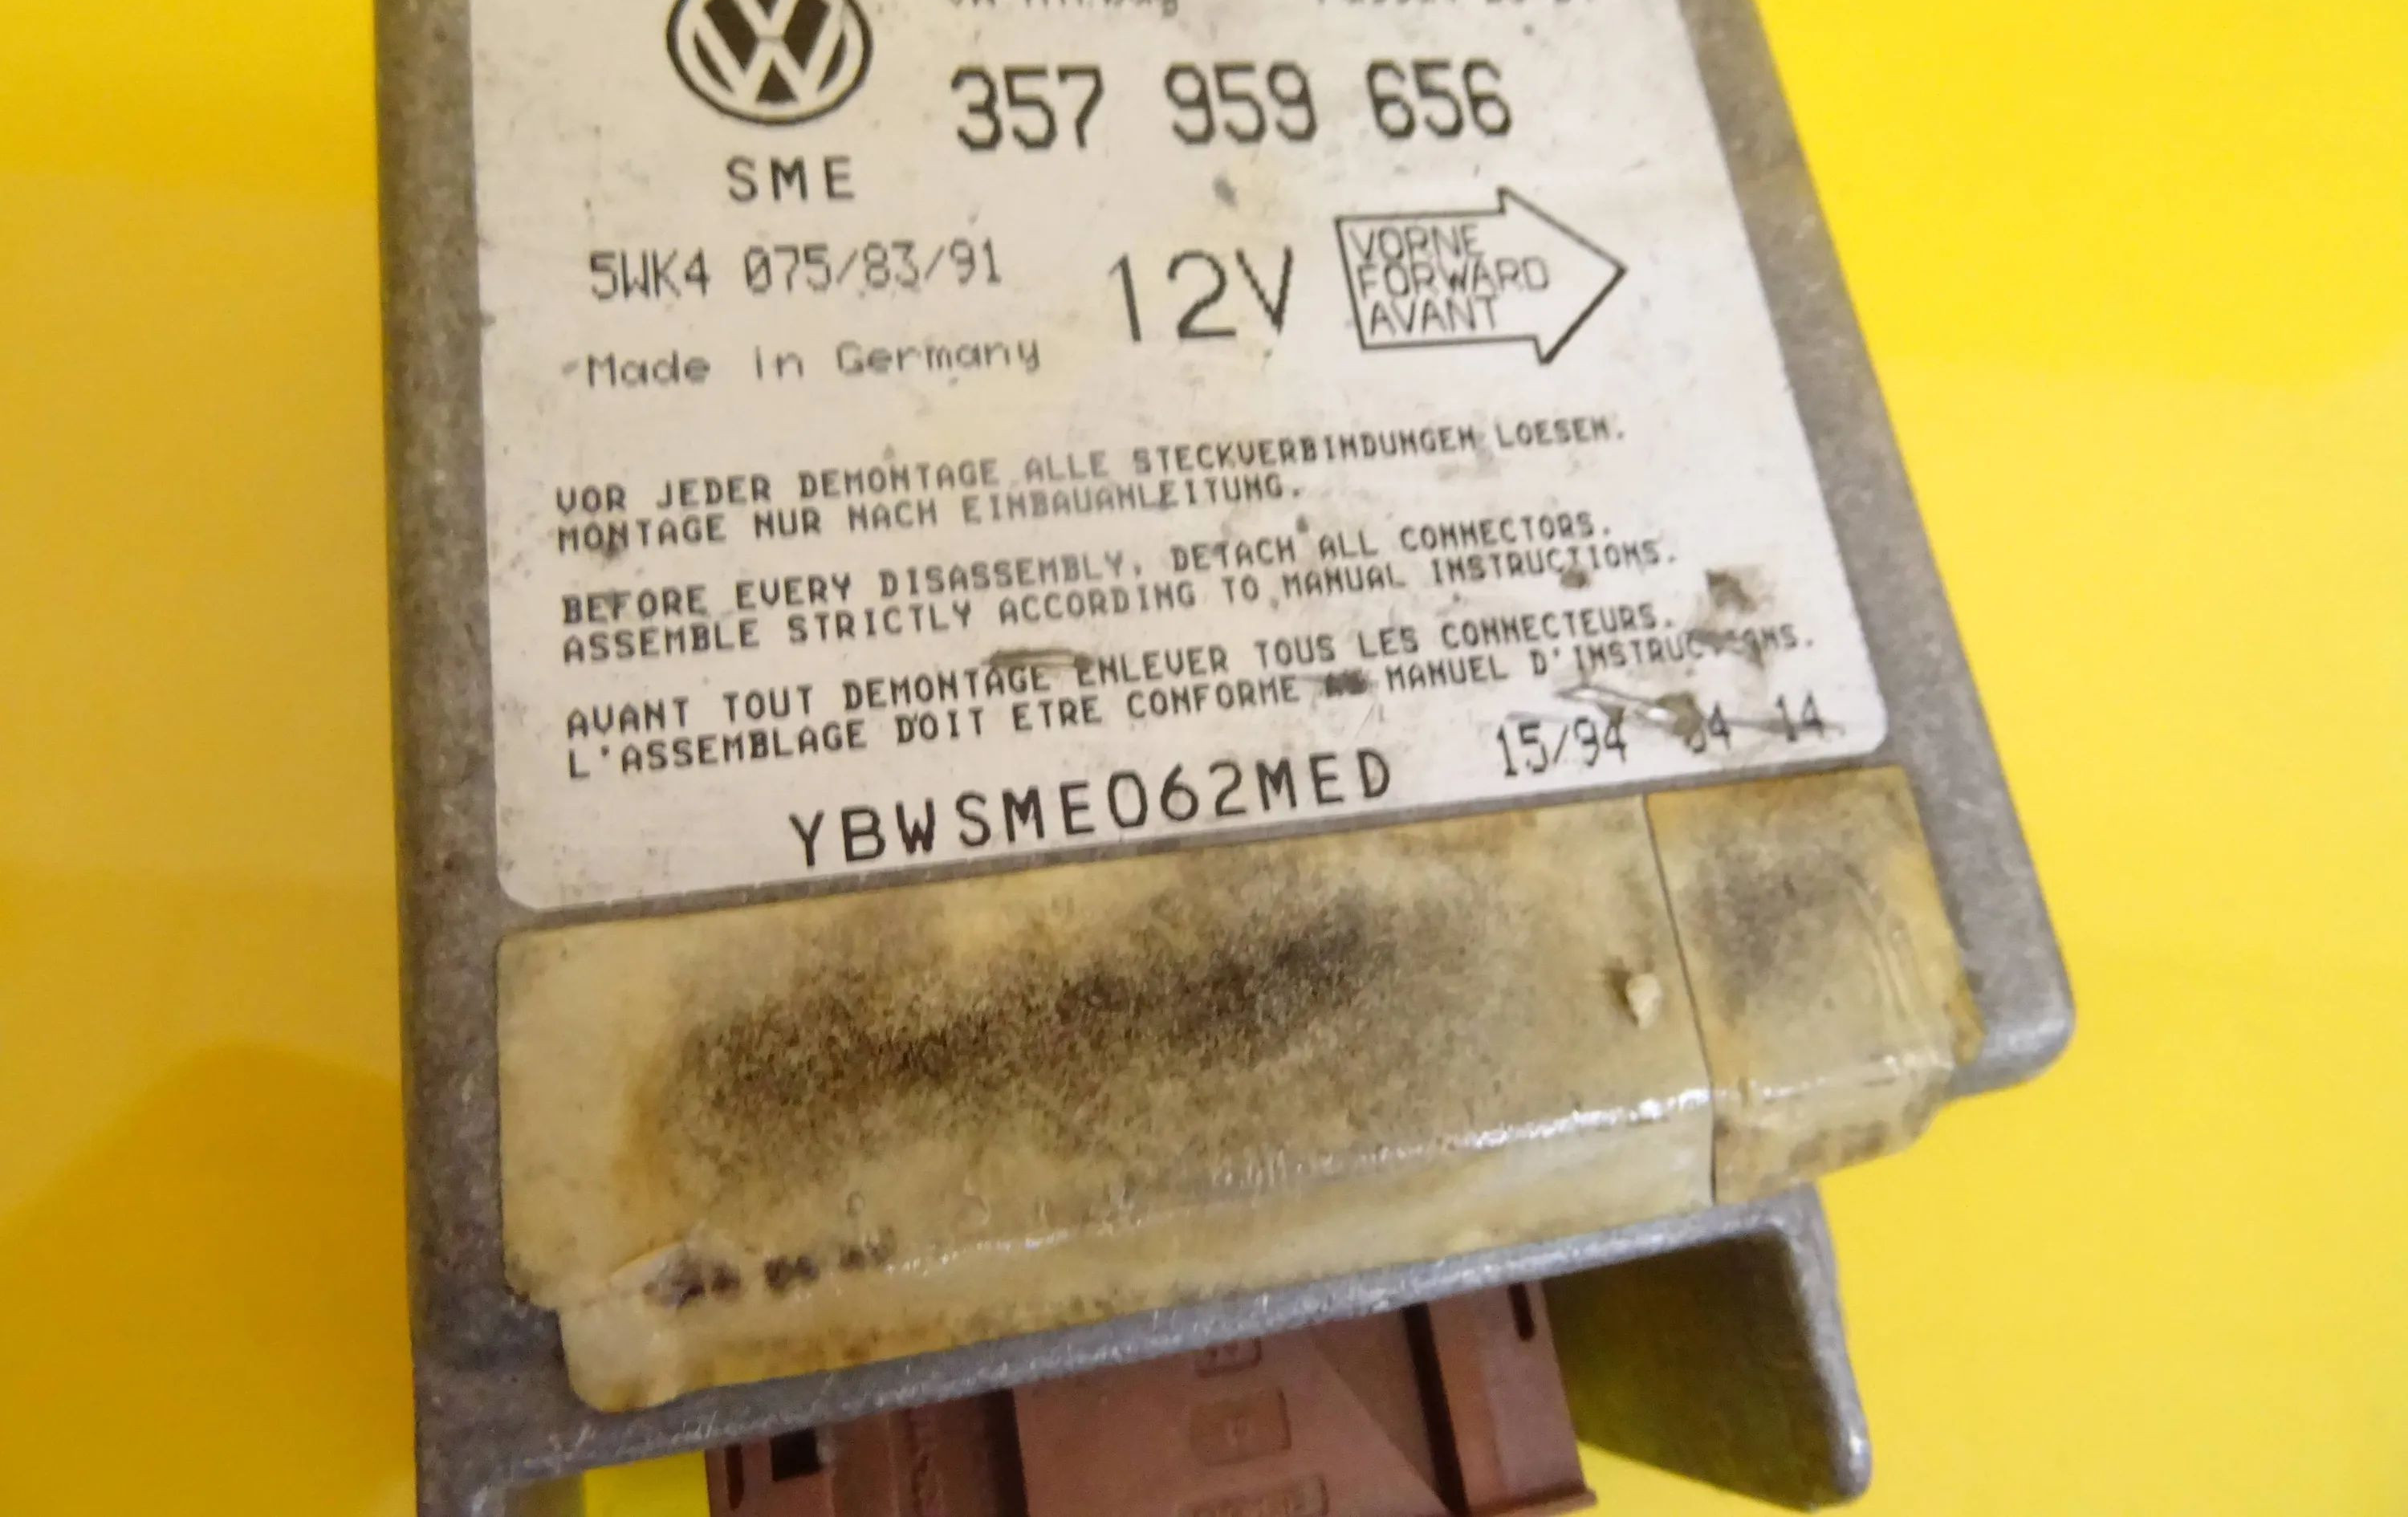 357 959 656
SME
5WK4 075/83/91
12V
VORNE
FORWARD
AVANT
Made in Germany
VOR JEDER DEMONTAGE ALLE STECKVERBINDUNGEN LOESEN.
MONTAGE NUR NACH EINBAUANLEITUNG.
BEFORE EVERY DISASSEMBLY, DETACH ALL CONNECTORS.
ASSEMBLE STRICTLY ACCORDING TO MANUAL INSTRUCTIONS.
AVANT TOUT DEMONTAGE ENLEVER TOUS LES CONNECTEURS.
L'ASSEMBLAGE DOIT ETRE CONFORME MANUEL D'INSTRUCTIONS.
15/94 14
YBWSME062MED